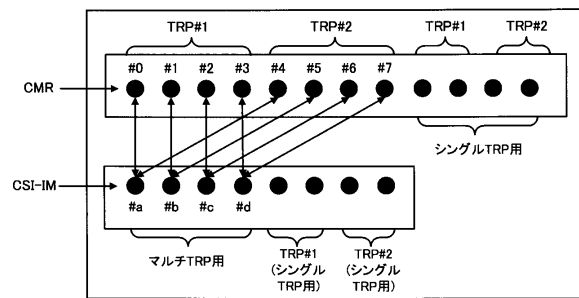 TRP#1 TRP#2 TRP#1 TRP#2
#0 #1 #2 #3 #4 #5 #6 #7
CMR
シングルTRP用
CSI-IM
#a #b #c #d
マルチTRP用
TRP#1
(シングル
TRP用)
TRP#2
(シングル
TRP用)